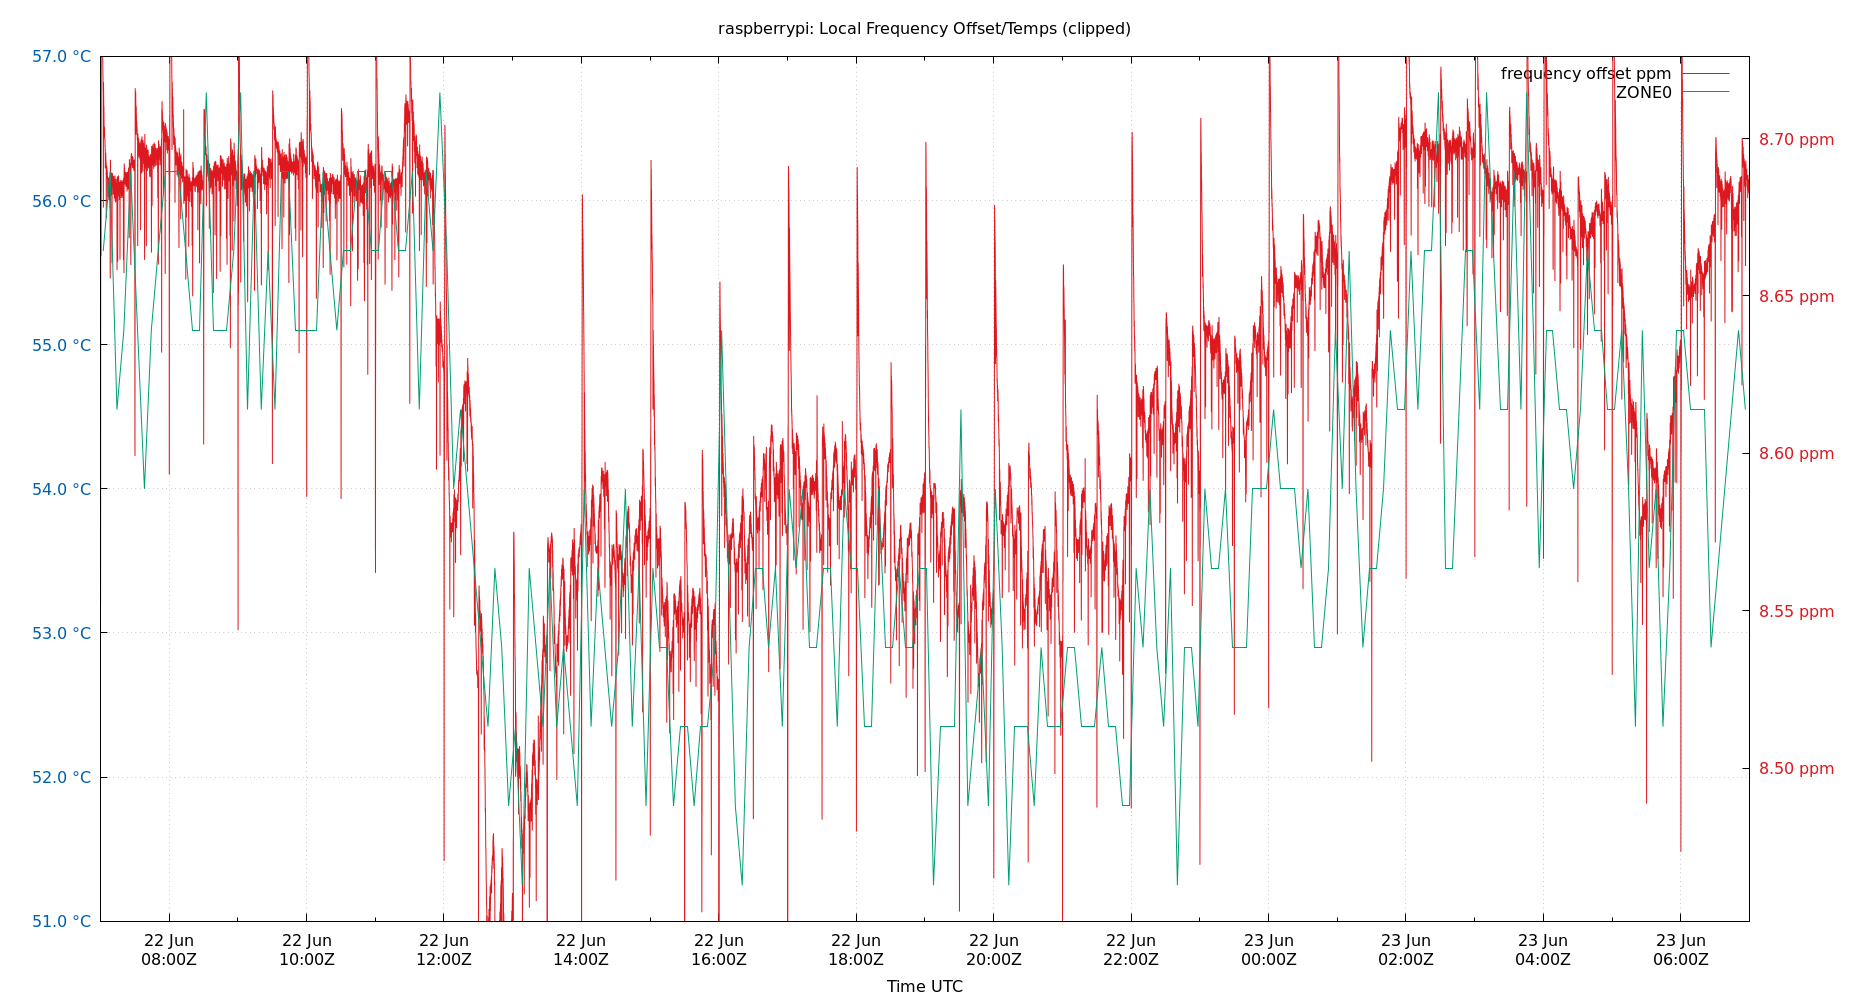 raspberrypi: Local Frequency Offset/Temps (clipped)
57.0 °C
56.0 °C
55.0 °C
54.0 °C
53.0 °C
52.0 °C
51.0 °C
frequency offset ppm
ZONE0
8.70 ppm
8.65 ppm
8.60 ppm
8.55 ppm
8.50 ppm
22 Jun
08:00Z
22 Jun
10:00Z
22 Jun
12:00Z
22 Jun
14:00Z
22 Jun
16:00Z
22 Jun
18:00Z
22 Jun
20:00Z
22 Jun
22:00Z
23 Jun
00:00Z
23 Jun
02:00Z
23 Jun
04:00Z
23 Jun
06:00Z
Time UTC